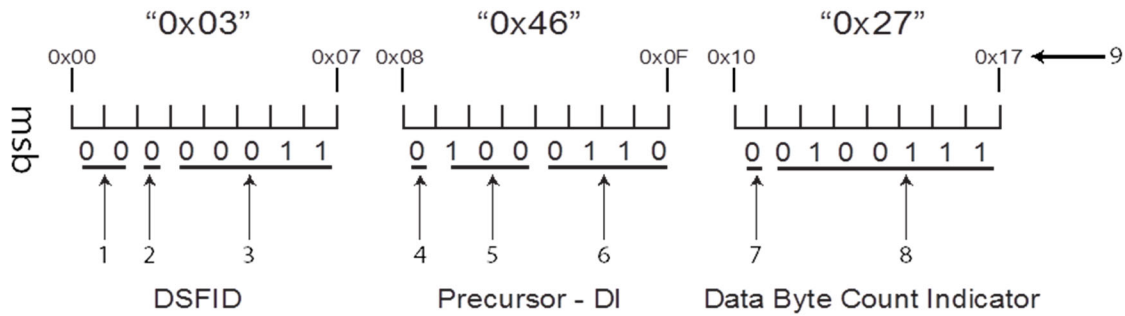 “0x03” “0x46” “0x27”
0x00 0x07 0x08 0x0F 0x10 0x17 9
msb
0 0 0 0 0 0 1 1 0 1 0 0 0 1 1 0 0 0 1 0 0 1 1 1
1 2 3 4 5 6 7 8
DSFID Precursor - DI Data Byte Count Indicator